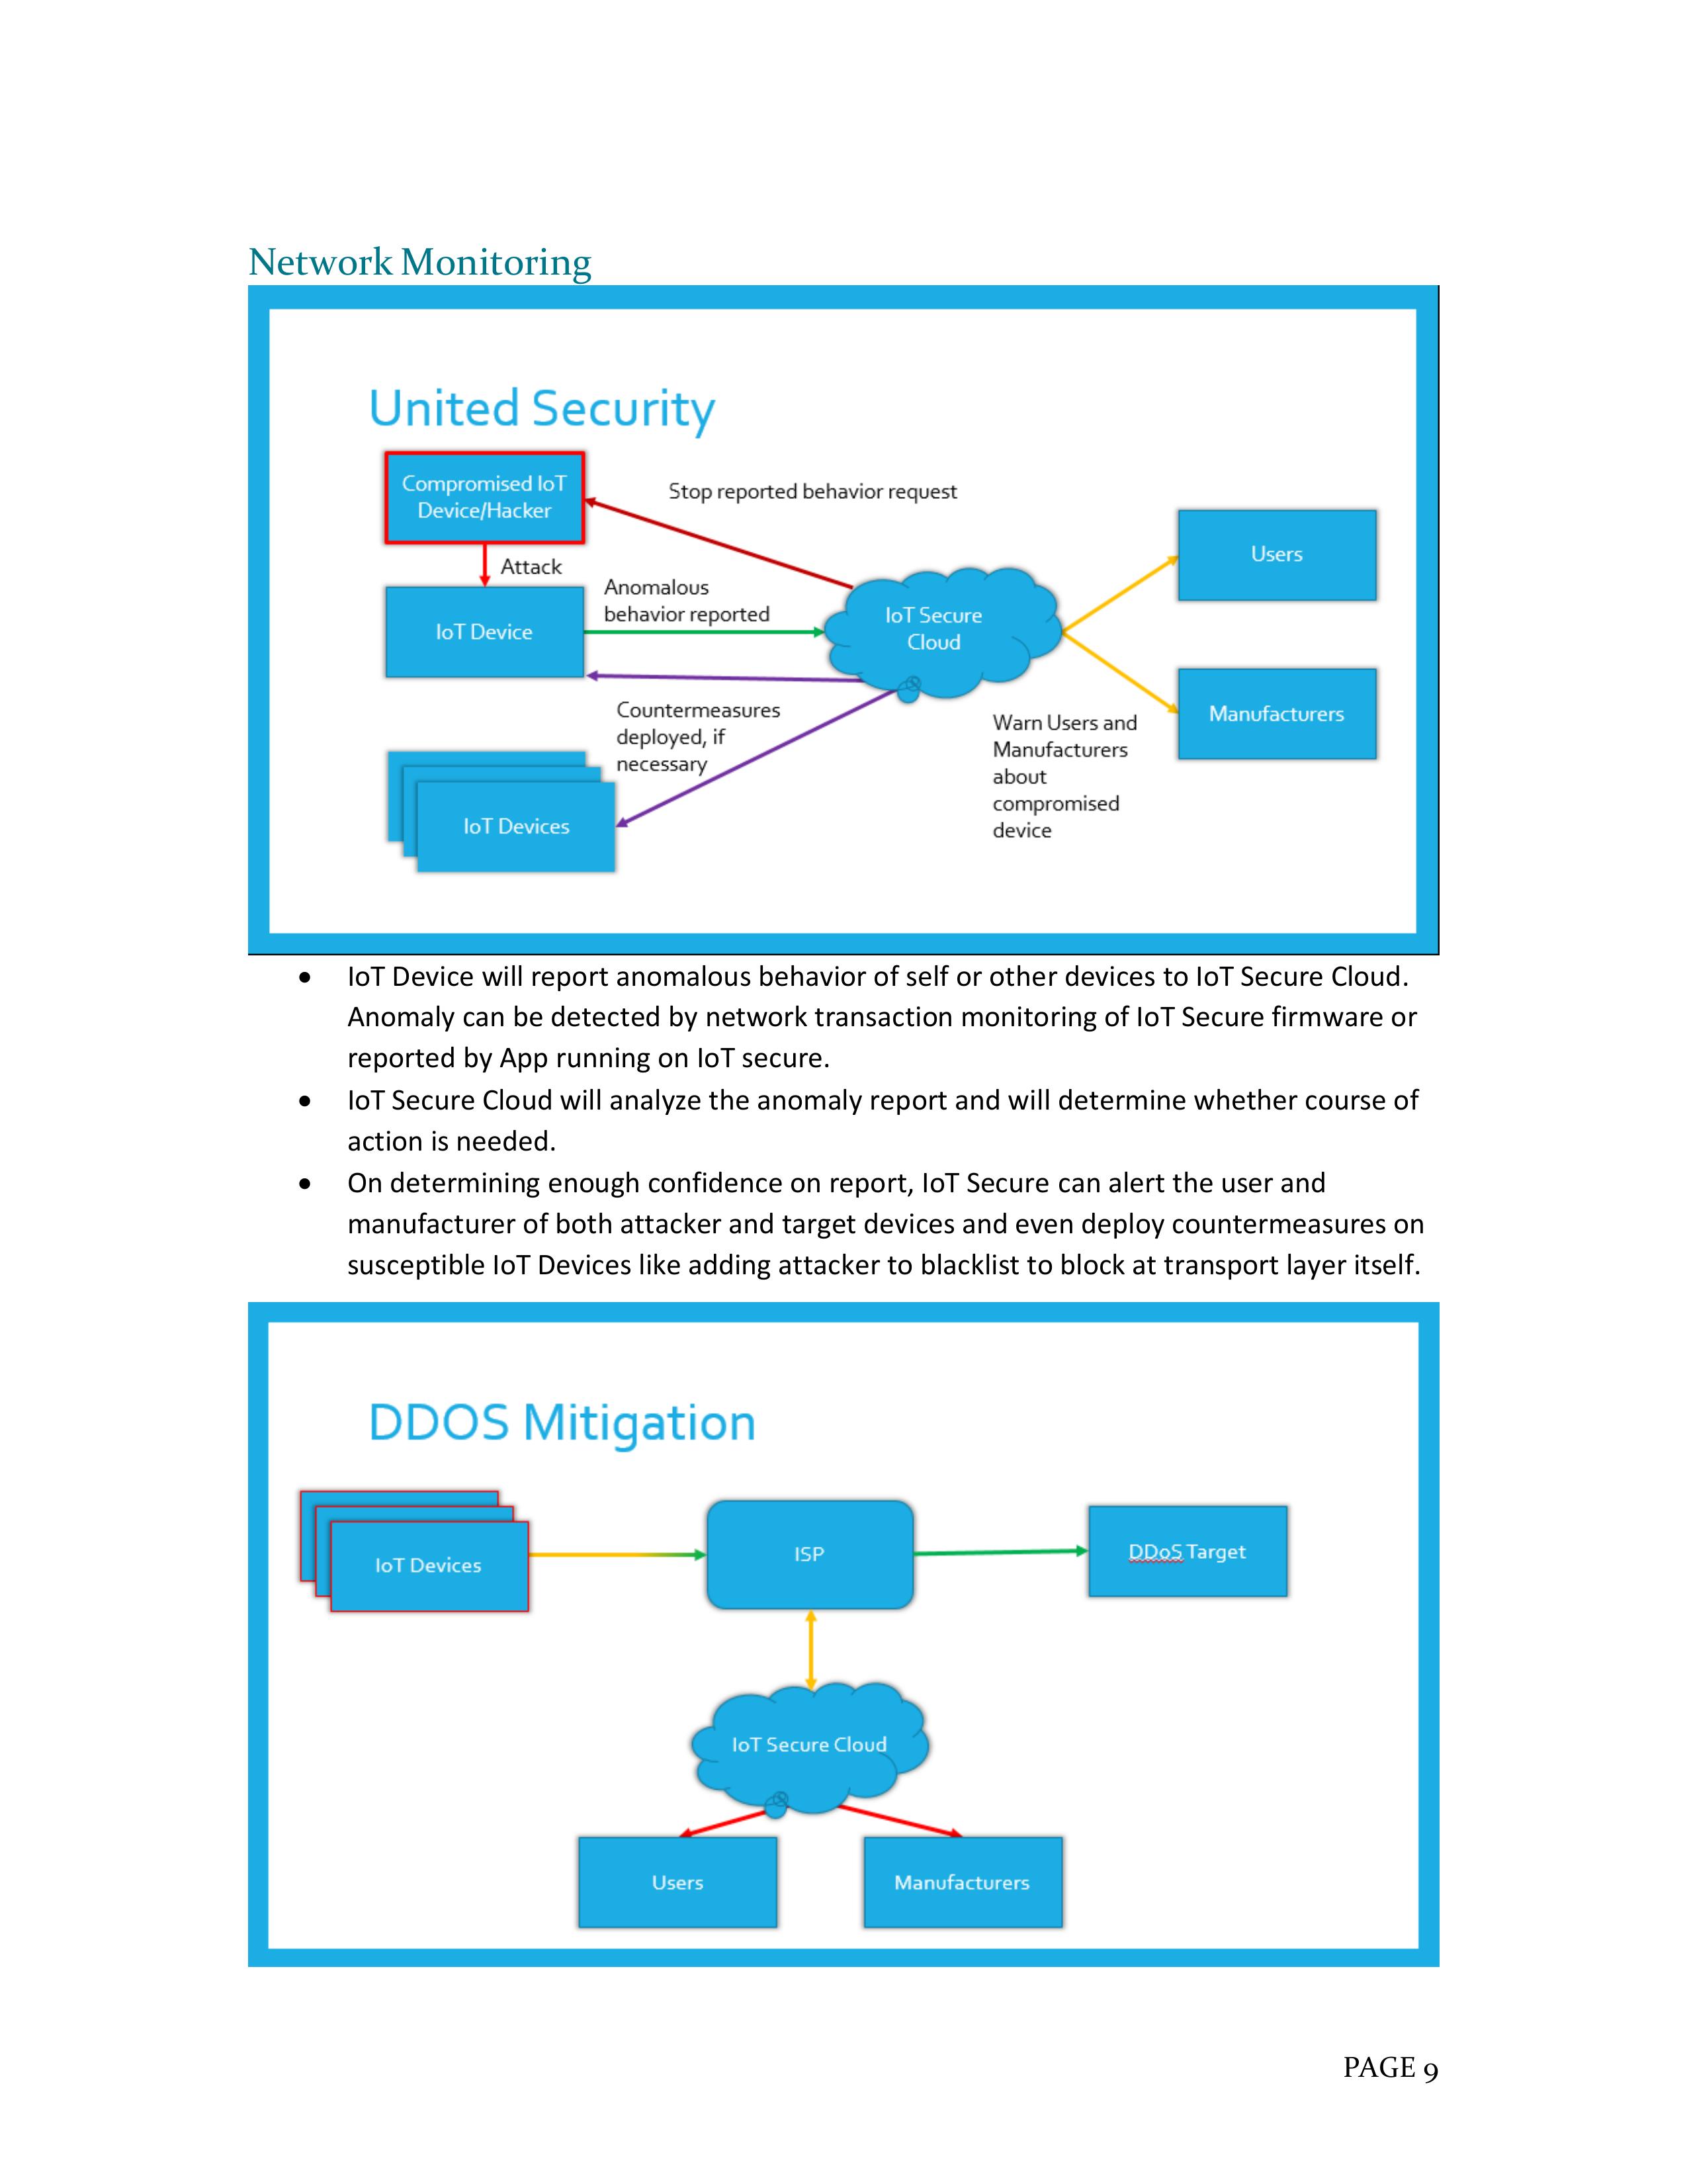 Network Monitoring
United Security
Compromised IoT
Device/Hacker
Stop reported behavior request
Attack
Anomalous
behavior reported
IoT Device
IoT Secure
Cloud
Users
Manufacturers
Countermeasures
deployed, if
necessary
Warn Users and
Manufacturers
about
compromised
device
IoT Devices
• IoT Device will report anomalous behavior of self or other devices to IoT Secure Cloud.
Anomaly can be detected by network transaction monitoring of IoT Secure firmware or
reported by App running on IoT secure.
• IoT Secure Cloud will analyze the anomaly report and will determine whether course of
action is needed.
• On determining enough confidence on report, IoT Secure can alert the user and
manufacturer of both attacker and target devices and even deploy countermeasures on
susceptible IoT Devices like adding attacker to blacklist to block at transport layer itself.
DDOS Mitigation
IoT Devices
ISP
DDoS Target
IoT Secure Cloud
Users
Manufacturers
PAGE 9